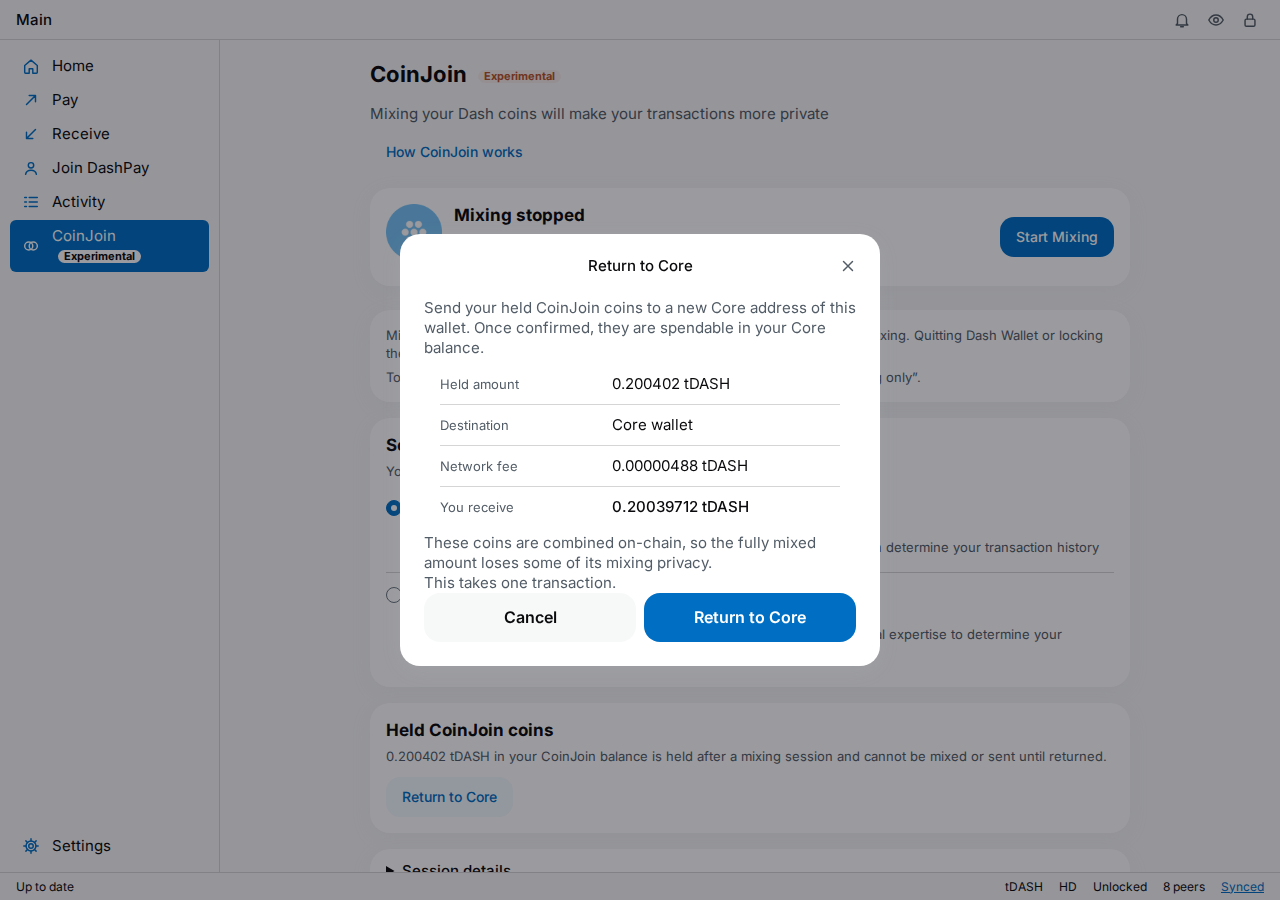 Main
Home
Pay
Receive
Join DashPay
Activity
CoinJoin
Experimental
Settings
CoinJoin Experimental
Mixing your Dash coins will make your transactions more private
How CoinJoin works
Mixing stopped
Start Mixing
xing. Quitting Dash Wallet or locking
only”.
determine your transaction history
expertise to determine your
Return to Core
Send your held CoinJoin coins to a new Core address of this
wallet. Once confirmed, they are spendable in your Core
balance.
Held amount 0.200402 tDASH
Destination Core wallet
Network fee 0.00000488 tDASH
You receive 0.20039712 tDASH
These coins are combined on-chain, so the fully mixed
amount loses some of its mixing privacy.
This takes one transaction.
Cancel Return to Core
Held CoinJoin coins
0.200402 tDASH in your CoinJoin balance is held after a mixing session and cannot be mixed or sent until returned.
Return to Core
Session details
Up to date
tDASH HD Unlocked 8 peers Synced